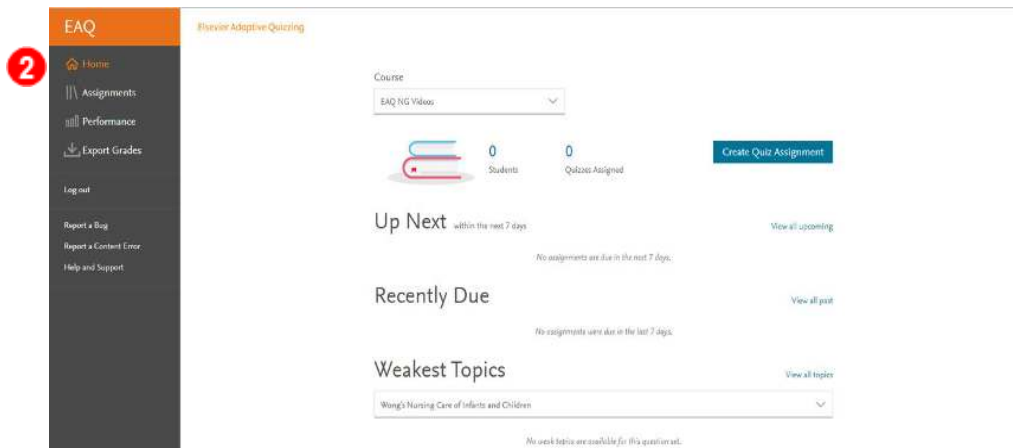 EAQ
Elsevier Adaptive Quizzing
2
Home
Assignments
Performance
Export Grades
Log out
Report a Bug
Report a Content Error
Help and Support
Course
EAQ NG Videos
0
Students
0
Quizzes Assigned
Create Quiz Assignment
Up Next within the next 7 days
View all upcoming
No assignments are due in the next 7 days.
Recently Due
View all past
No assignments were due in the last 7 days.
Weakest Topics
View all topics
Wong's Nursing Care of Infants and Children
No weak topics are available for this question set.